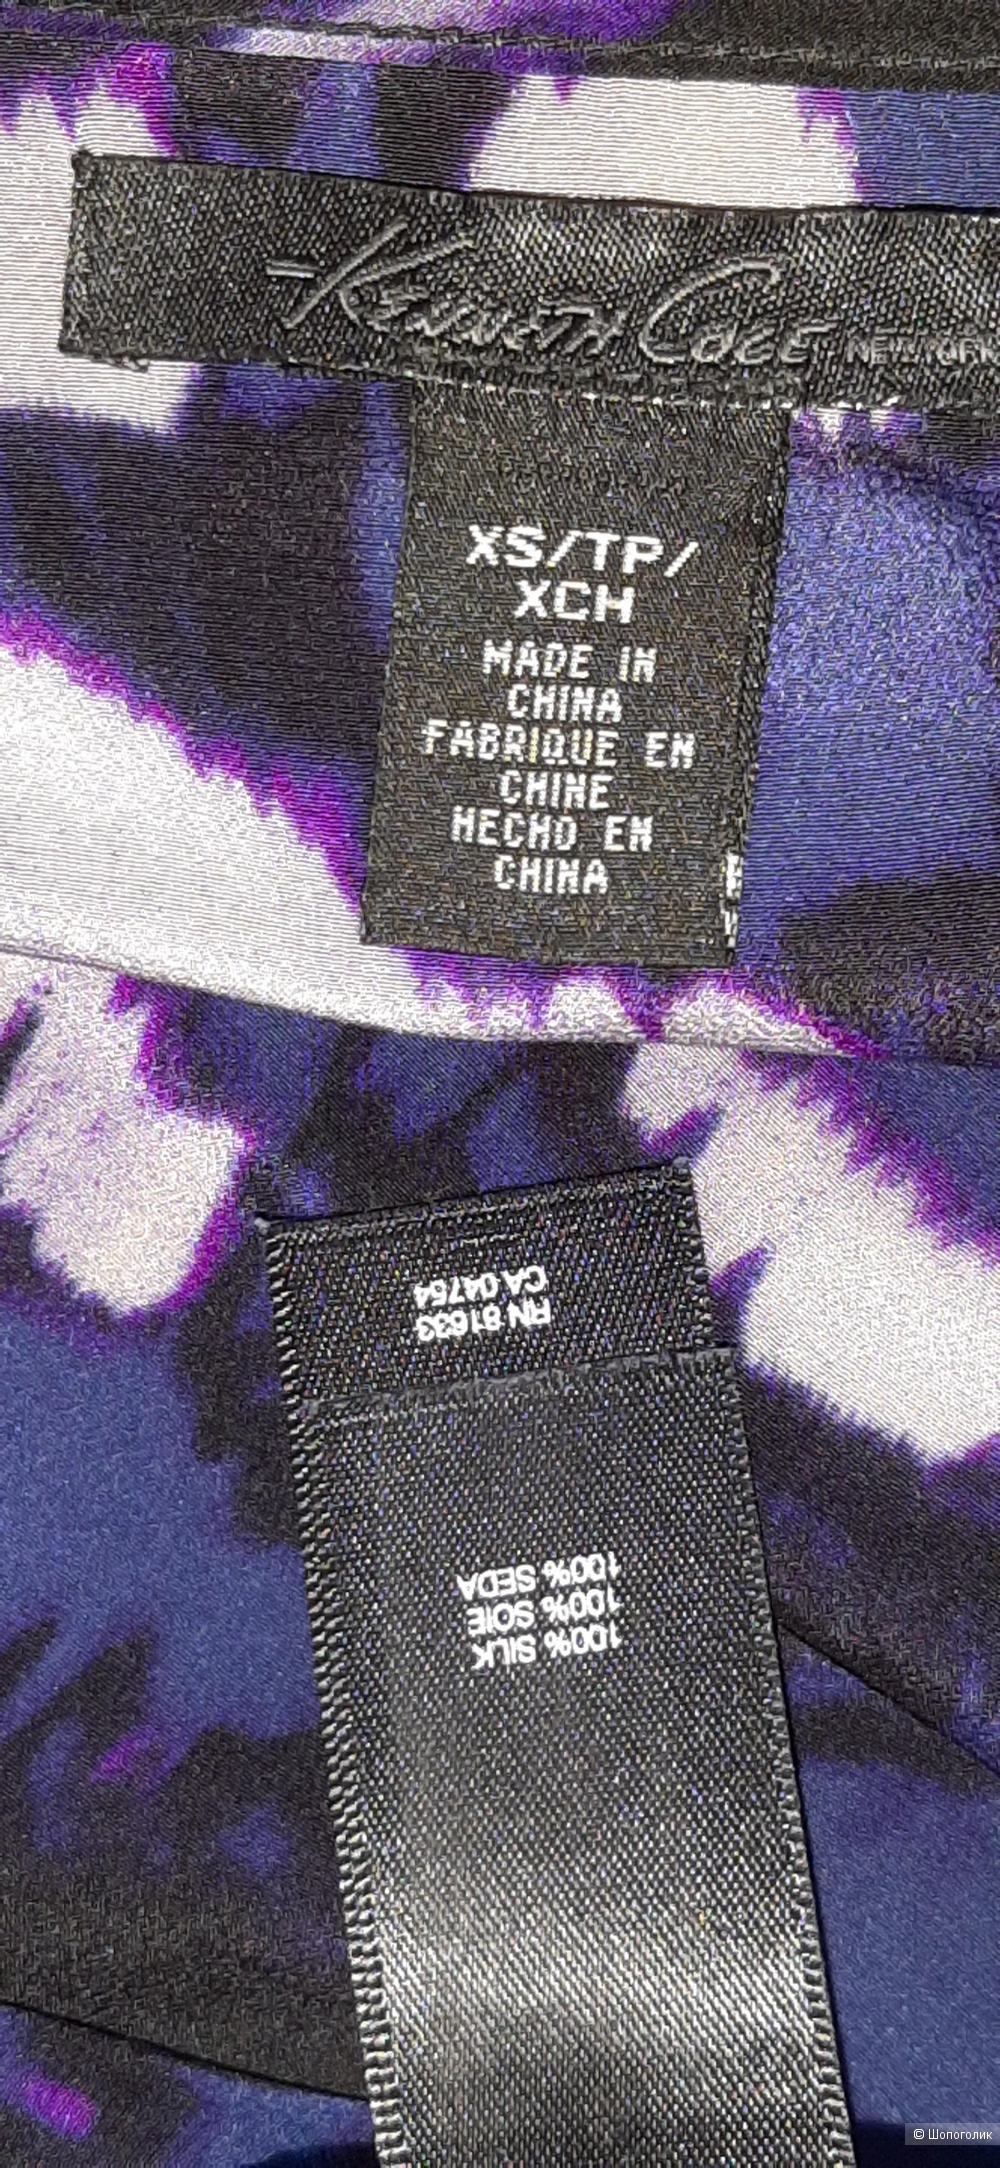 KENNETH COLE NEW YORK
XS/TP/
XCH
MADE IN
CHINA
FABRIQUE EN
CHINE
HECHO EN
CHINA
RN 81633
CA 04754
100% SILK
100% SOIE
100% SEDA
© Шопоголик